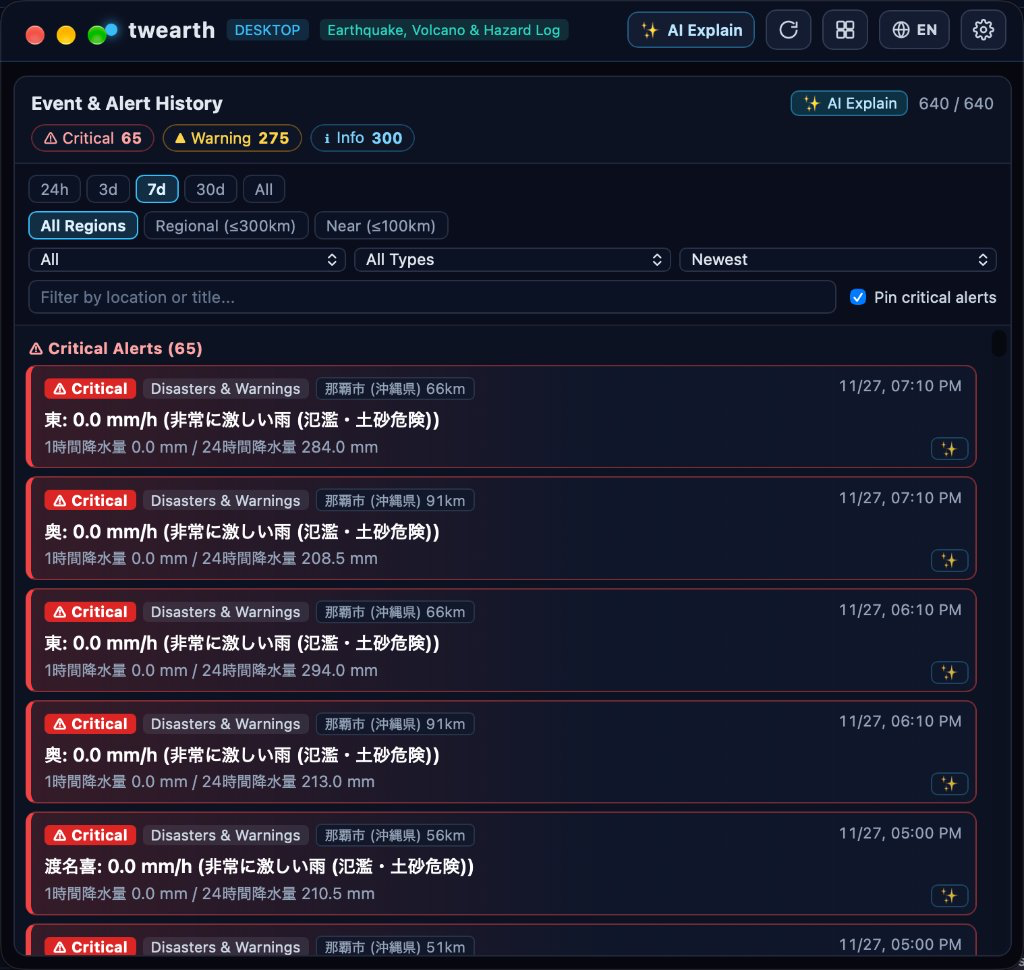 twearth DESKTOP Earthquake, Volcano & Hazard Log ✨ AI Explain EN
Event & Alert History ✨ AI Explain 640 / 640
⚠ Critical 65 ▲ Warning 275 ℹ Info 300
24h 3d 7d 30d All
All Regions Regional (≤300km) Near (≤100km)
All All Types Newest
Filter by location or title... Pin critical alerts
⚠ Critical Alerts (65)
⚠ Critical Disasters & Warnings 那覇市 (沖縄県) 66km 11/27, 07:10 PM
東: 0.0 mm/h (非常に激しい雨 (氾濫・土砂危険))
1時間降水量 0.0 mm / 24時間降水量 284.0 mm
⚠ Critical Disasters & Warnings 那覇市 (沖縄県) 91km 11/27, 07:10 PM
奥: 0.0 mm/h (非常に激しい雨 (氾濫・土砂危険))
1時間降水量 0.0 mm / 24時間降水量 208.5 mm
⚠ Critical Disasters & Warnings 那覇市 (沖縄県) 66km 11/27, 06:10 PM
東: 0.0 mm/h (非常に激しい雨 (氾濫・土砂危険))
1時間降水量 0.0 mm / 24時間降水量 294.0 mm
⚠ Critical Disasters & Warnings 那覇市 (沖縄県) 91km 11/27, 06:10 PM
奥: 0.0 mm/h (非常に激しい雨 (氾濫・土砂危険))
1時間降水量 0.0 mm / 24時間降水量 213.0 mm
⚠ Critical Disasters & Warnings 那覇市 (沖縄県) 56km 11/27, 05:00 PM
渡名喜: 0.0 mm/h (非常に激しい雨 (氾濫・土砂危険))
1時間降水量 0.0 mm / 24時間降水量 210.5 mm
⚠ Critical Disasters & Warnings 那覇市 (沖縄県) 51km 11/27, 05:00 PM